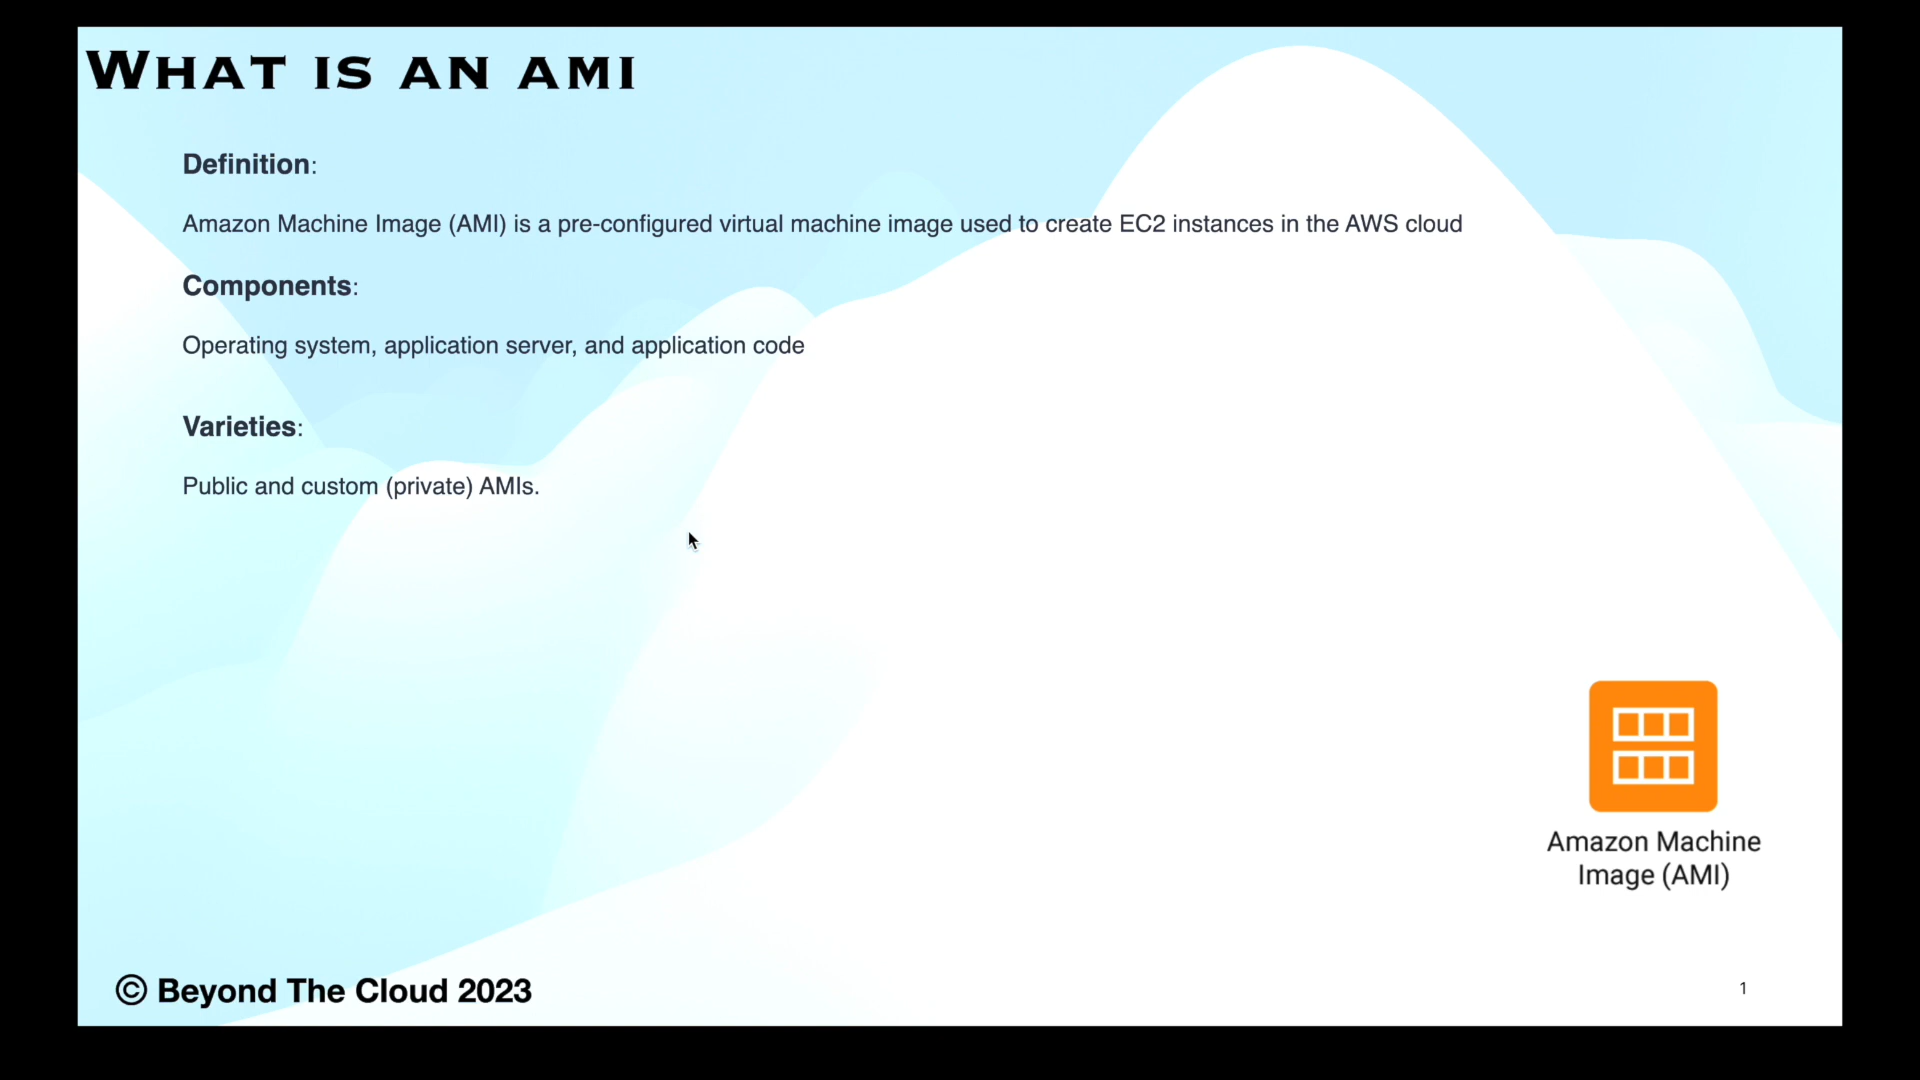 What is an ami
Definition:
Amazon Machine Image (AMI) is a pre-configured virtual machine image used to create EC2 instances in the AWS cloud
Components:
Operating system, application server, and application code
Varieties:
Public and custom (private) AMIs.
Amazon Machine
Image (AMI)
© Beyond The Cloud 2023
1